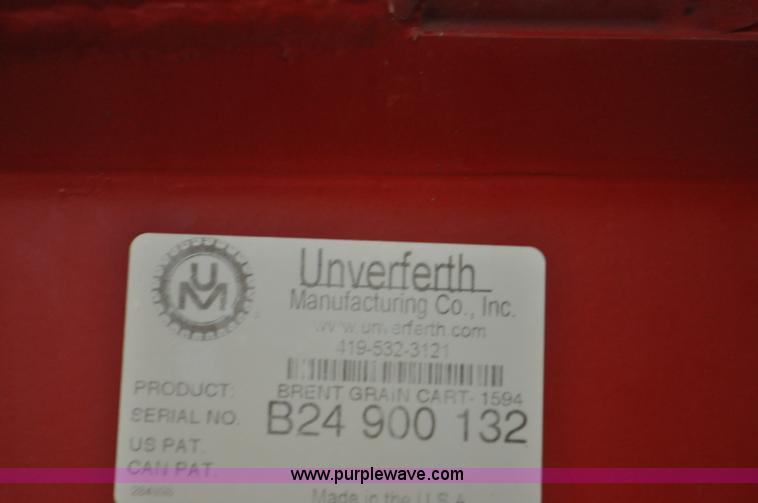 UM
Unverferth
Manufacturing Co., Inc.
www.unverferth.com
419-532-3121
PRODUCT: BRENT GRAIN CART- 1594
SERIAL NO. B24 900 132
US PAT.
CAN PAT.
www.purplewave.com
Made in the U.S.A.